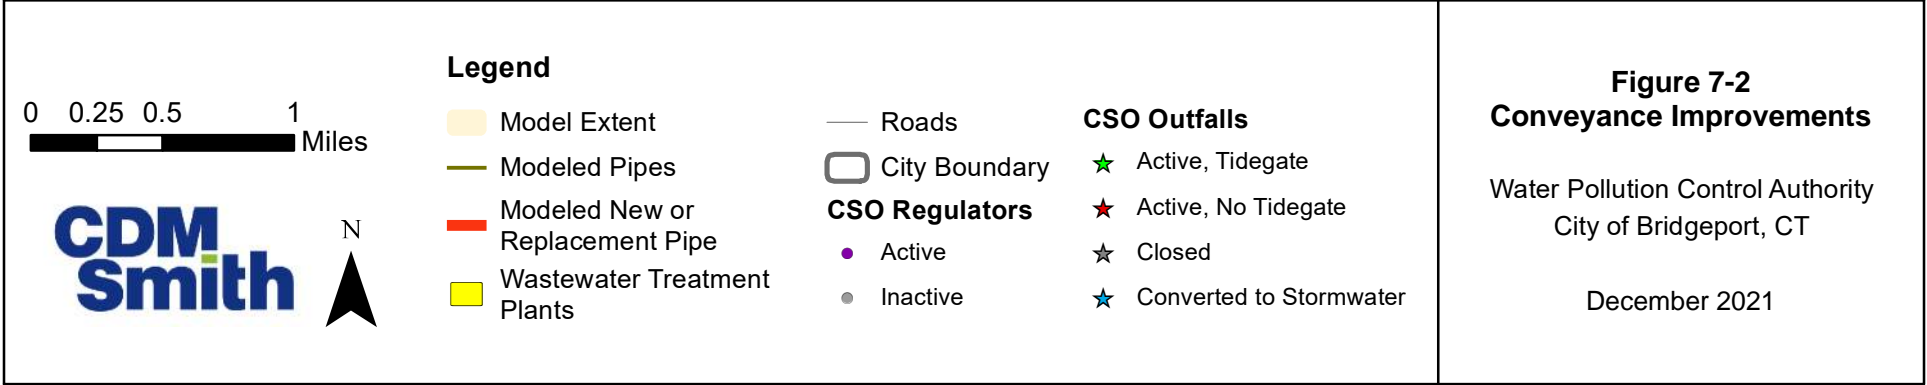 0 0.25 0.5 1
Miles
CDM
Smith
N
Legend
Model Extent
Modeled Pipes
Modeled New or
Replacement Pipe
Wastewater Treatment
Plants
Roads
City Boundary
CSO Regulators
Active
Inactive
CSO Outfalls
Active, Tidegate
Active, No Tidegate
Closed
Converted to Stormwater
Figure 7-2
Conveyance Improvements
Water Pollution Control Authority
City of Bridgeport, CT
December 2021